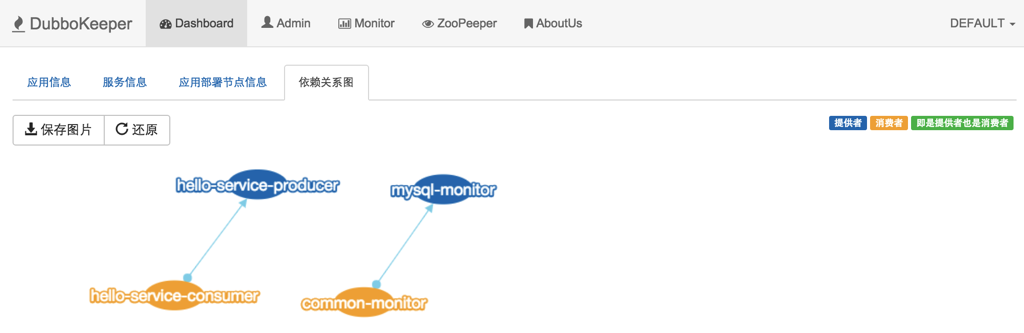 DubboKeeper Dashboard Admin Monitor ZooPeeper AboutUs DEFAULT
应用信息 服务信息 应用部署节点信息 依赖关系图
保存图片 还原 提供者 消费者 即是提供者也是消费者
hello-service-producer mysql-monitor
hello-service-consumer common-monitor